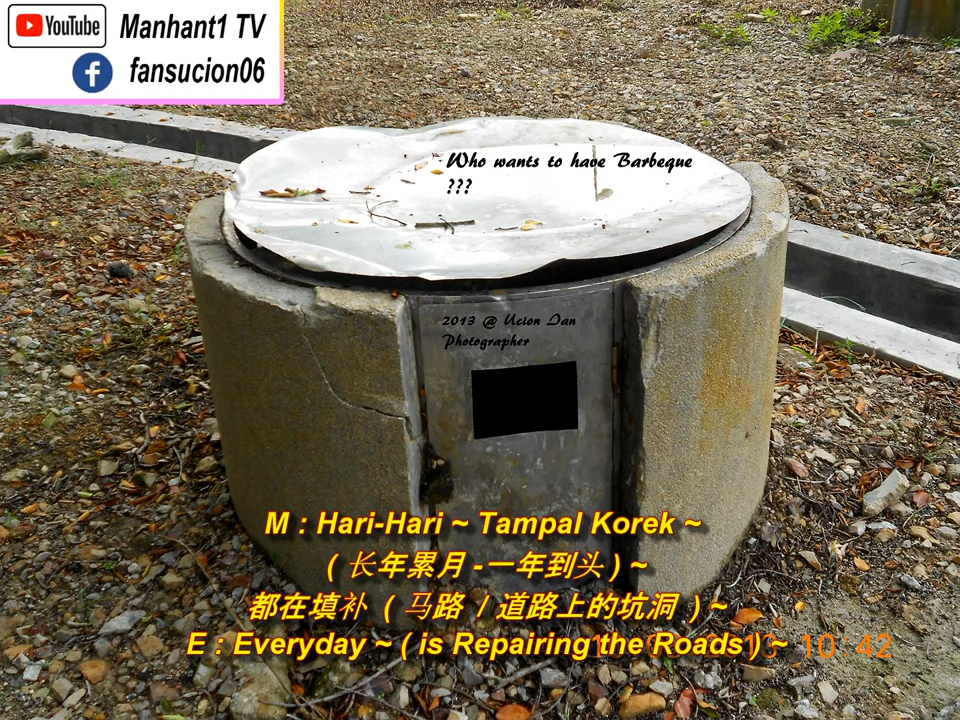 YouTube Manhant1 TV
fansucion06
Who wants to have Barbeque
???
2013 @ Ucion Ian
Photographer
M : Hari-Hari ~ Tampal Korek ~
( 长年累月 -一年到头 ) ~
都在填补 ( 马路 / 道路上的坑洞 ) ~
E : Everyday ~ ( is Repairing the Roads ) ~
10:42